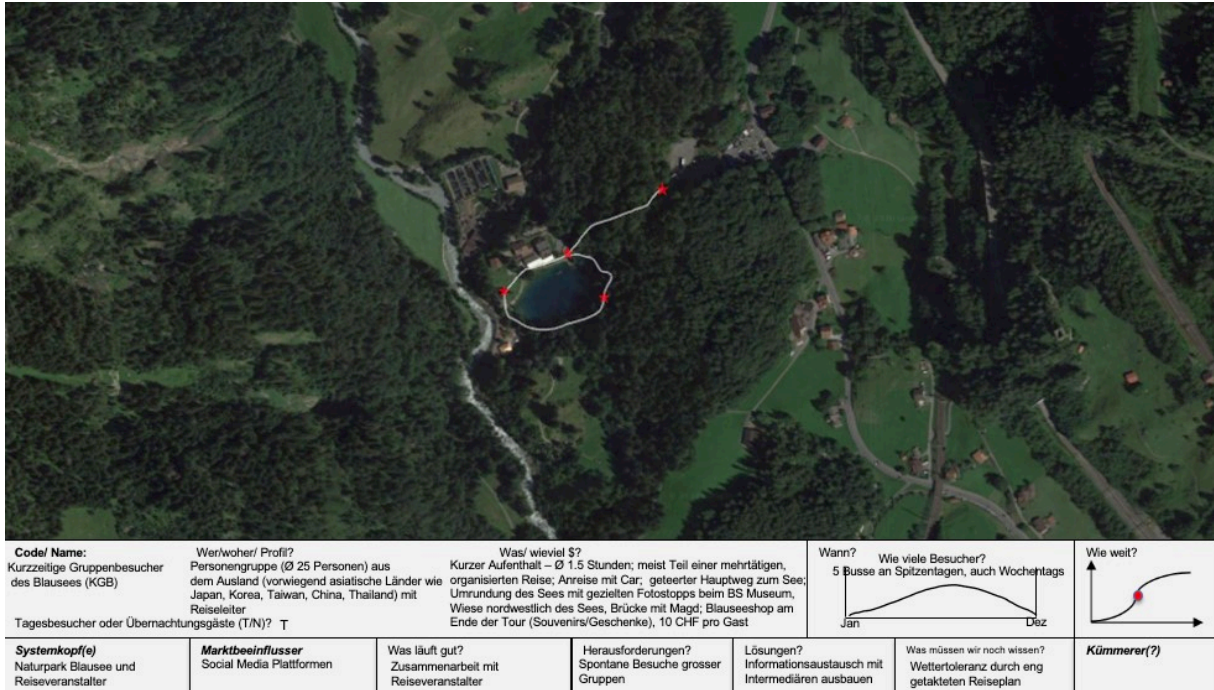 Code/ Name:
Kurzzeitige Gruppenbesucher
des Blausees (KGB)
Wer/woher/ Profil?
Personengruppe (Ø 25 Personen) aus
dem Ausland (vorwiegend asiatische Länder wie
Japan, Korea, Taiwan, China, Thailand) mit
Reiseleiter
Tagesbesucher oder Übernachtungsgäste (T/N)? T
Was/ wieviel $?
Kurzer Aufenthalt – Ø 1.5 Stunden; meist Teil einer mehrtätigen,
organisierten Reise; Anreise mit Car; geteerter Hauptweg zum See;
Umrundung des Sees mit gezielten Fotostopps beim BS Museum,
Wiese nordwestlich des Sees, Brücke mit Magd; Blauseeshop am
Ende der Tour (Souvenirs/Geschenke), 10 CHF pro Gast
Wann?
Wie viele Besucher?
5 Busse an Spitzentagen, auch Wochentags
Jan
Dez
Wie weit?
Systemkopf(e)
Naturpark Blausee und
Reiseveranstalter
Marktbeeinflusser
Social Media Plattformen
Was läuft gut?
Zusammenarbeit mit
Reiseveranstalter
Herausforderungen?
Spontane Besuche grosser
Gruppen
Lösungen?
Informationsaustausch mit
Intermediären ausbauen
Was müssen wir noch wissen?
Wettertoleranz durch eng
getakteten Reiseplan
Kümmerer(?)